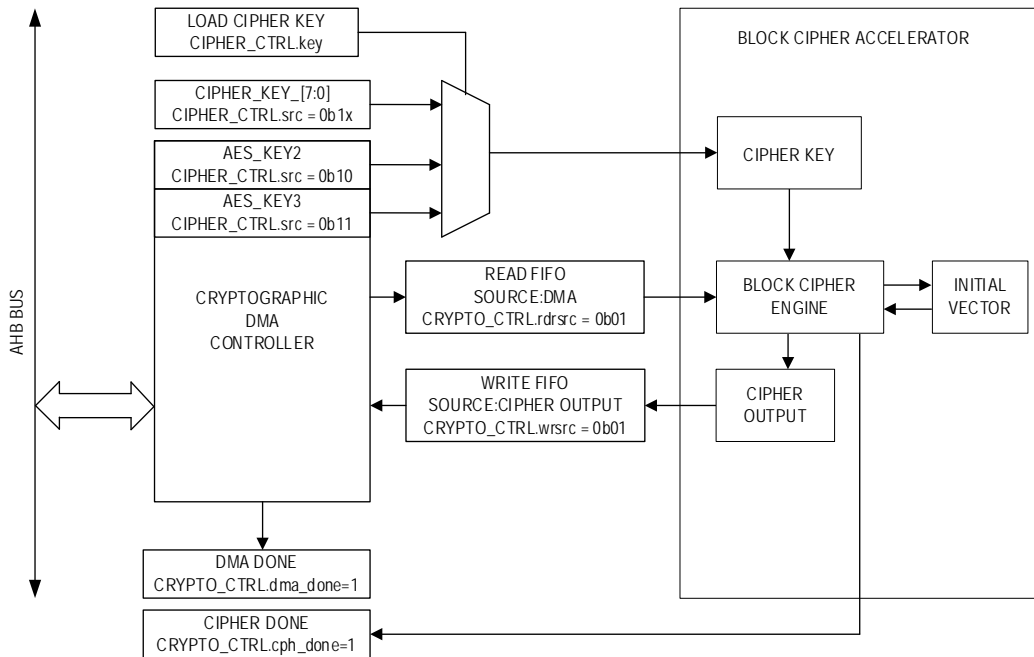 LOAD CIPHER KEY
CIPHER_CTRL.key
BLOCK CIPHER ACCELERATOR
CIPHER_KEY_[7:0]
CIPHER_CTRL.src = 0b1x
AES_KEY2
CIPHER_CTRL.src = 0b10
CIPHER KEY
AES_KEY3
CIPHER_CTRL.src = 0b11
AHB BUS
CRYPTOGRAPHIC
DMA
CONTROLLER
READ FIFO
SOURCE:DMA
CRYPTO_CTRL.rdrsrc = 0b01
BLOCK CIPHER
ENGINE
INITIAL
VECTOR
WRITE FIFO
SOURCE:CIPHER OUTPUT
CRYPTO_CTRL.wrsrc = 0b01
CIPHER
OUTPUT
DMA DONE
CRYPTO_CTRL.dma_done=1
CIPHER DONE
CRYPTO_CTRL.cph_done=1